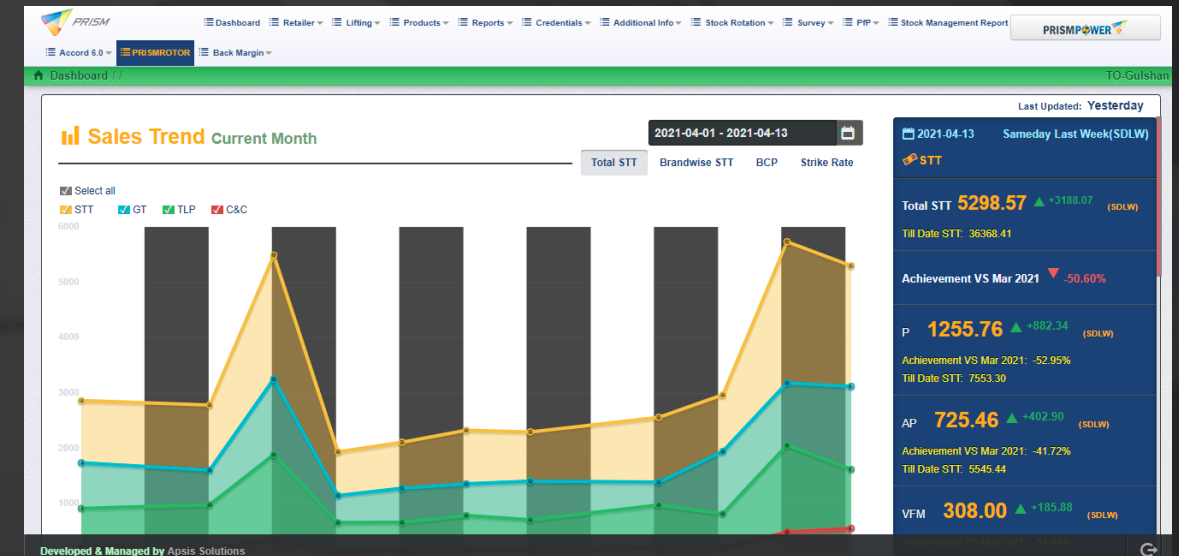 PRISM
Dashboard Retailer Lifting Products Reports Credentials Additional Info Stock Rotation Survey PfP Stock Management Report
PRISMPOWER
Accord 6.0 PRISMROTOR Back Margin
Dashboard / /
TO-Gulshan
Last Updated: Yesterday
Sales Trend Current Month
2021-04-01 - 2021-04-13
Total STT Brandwise STT BCP Strike Rate
Select all
STT GT TLP C&C
6000
5000
4000
3000
2000
1000
2021-04-13 Sameday Last Week(SDLW)
STT
Total STT 5298.57 +3188.07 (SDLW)
Till Date STT: 36368.41
Achievement VS Mar 2021 -50.60%
P 1255.76 +882.34 (SDLW)
Achievement VS Mar 2021: -52.95%
Till Date STT: 7553.30
AP 725.46 +402.90 (SDLW)
Achievement VS Mar 2021: -41.72%
Till Date STT: 5545.44
VFM 308.00 +185.88 (SDLW)
Developed & Managed by Apsis Solutions